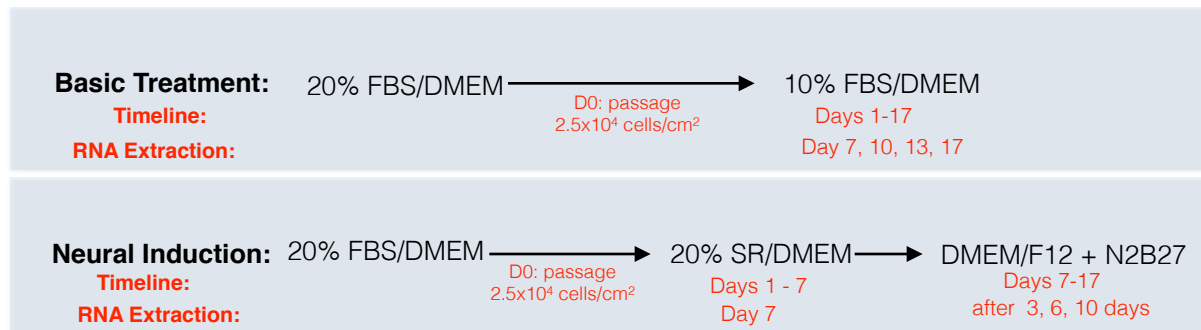 Basic Treatment: 20% FBS/DMEM 10% FBS/DMEM
Timeline: D0: passage Days 1-17
2.5x10⁴ cells/cm²
RNA Extraction: Day 7, 10, 13, 17
Neural Induction: 20% FBS/DMEM 20% SR/DMEM DMEM/F12 + N2B27
Timeline: D0: passage Days 1 - 7 Days 7-17
2.5x10⁴ cells/cm²
RNA Extraction: Day 7 after 3, 6, 10 days